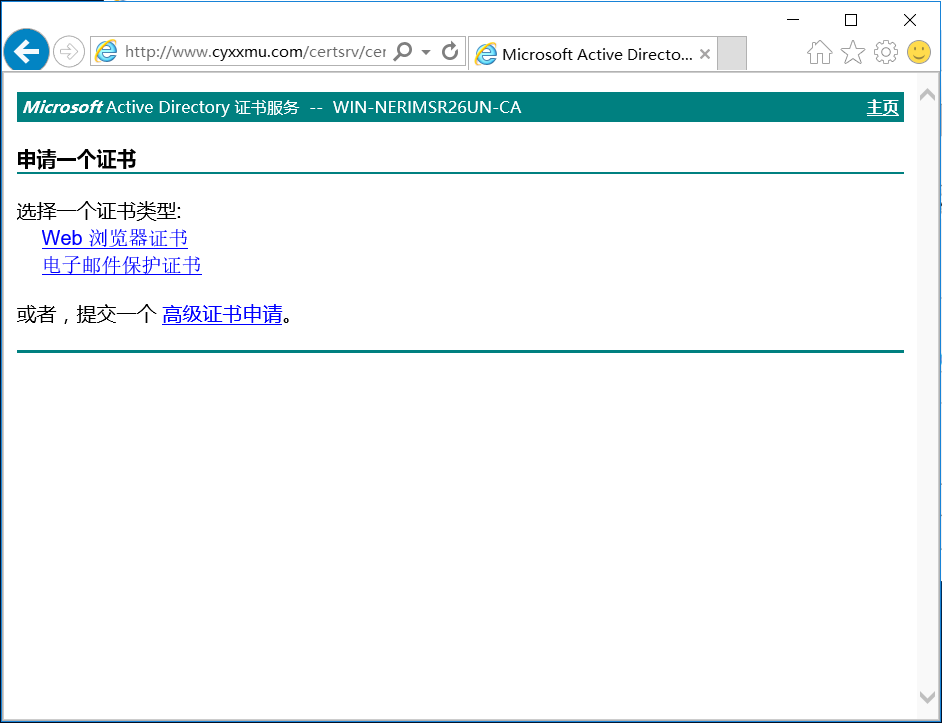 http://www.cyxxmu.com/certsrv/cer
Microsoft Active Directo...
Microsoft Active Directory 证书服务 -- WIN-NERIMSR26UN-CA 主页
申请一个证书
选择一个证书类型:
Web 浏览器证书
电子邮件保护证书
或者，提交一个 高级证书申请。